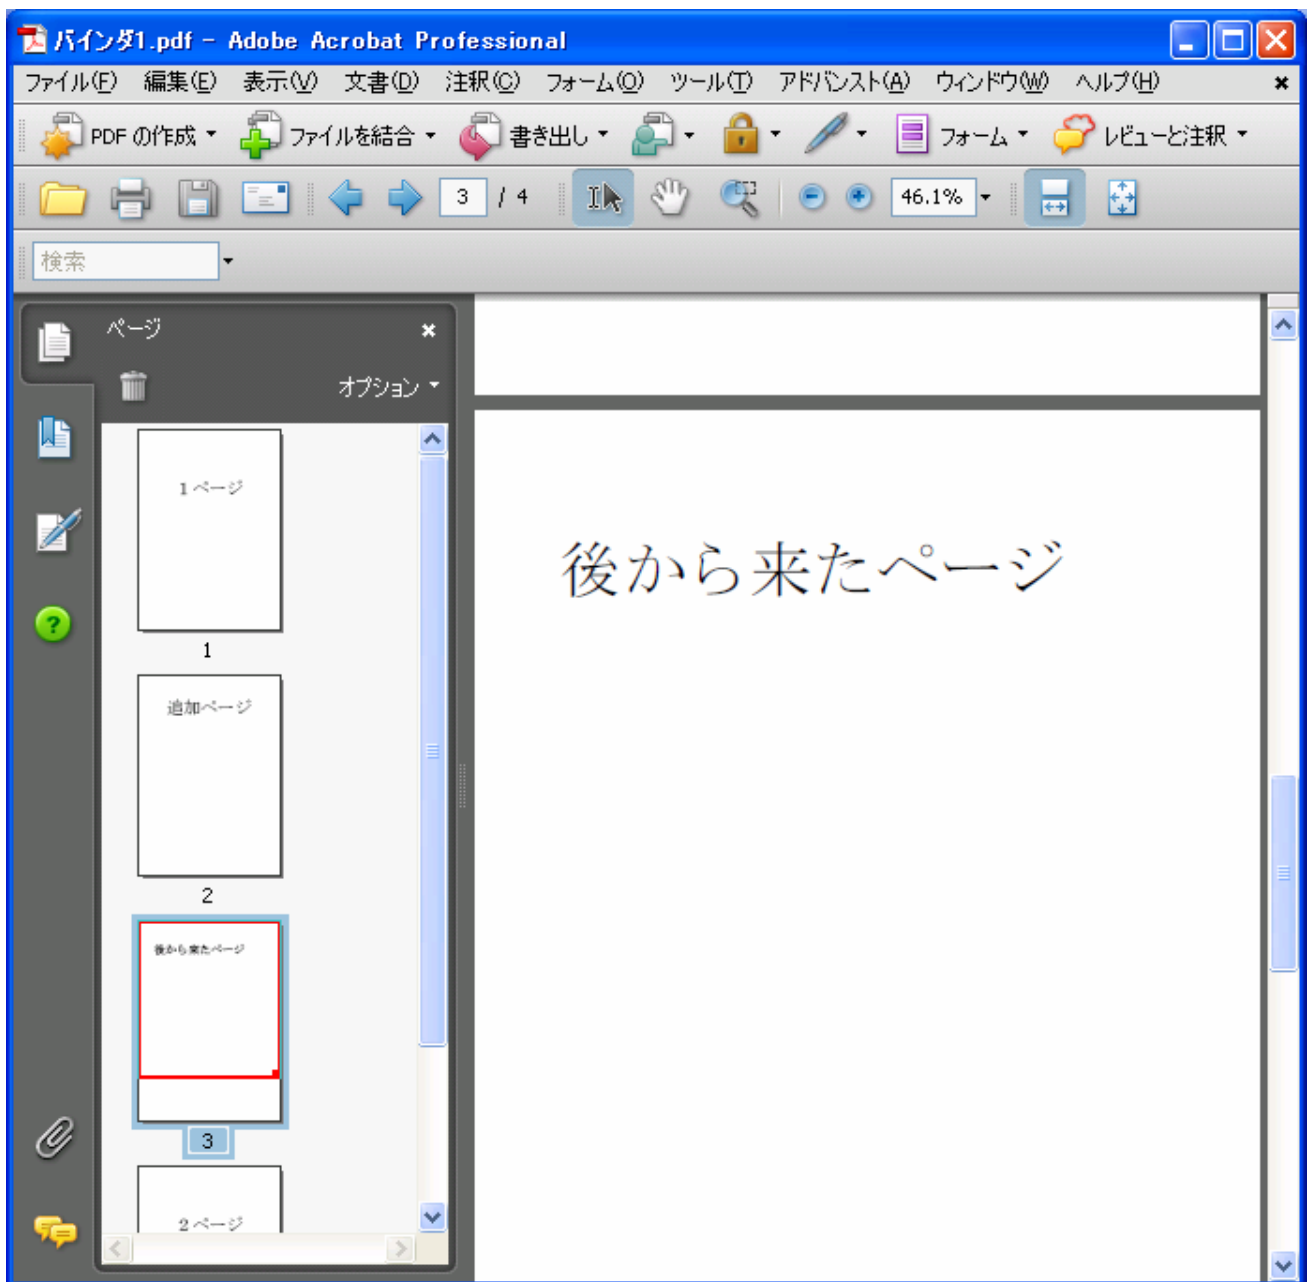 バインダ1.pdf - Adobe Acrobat Professional
ファイル(F) 編集(E) 表示(V) 文書(D) 注釈(C) フォーム(O) ツール(T) アドバンスト(A) ウィンドウ(W) ヘルプ(H)
PDF の作成 ファイルを結合 書き出し フォーム レビューと注釈
3 / 4 46.1%
検索
ページ
オプション
1ページ
1
追加ページ
2
後から来たページ
3
2ページ
後から来たページ